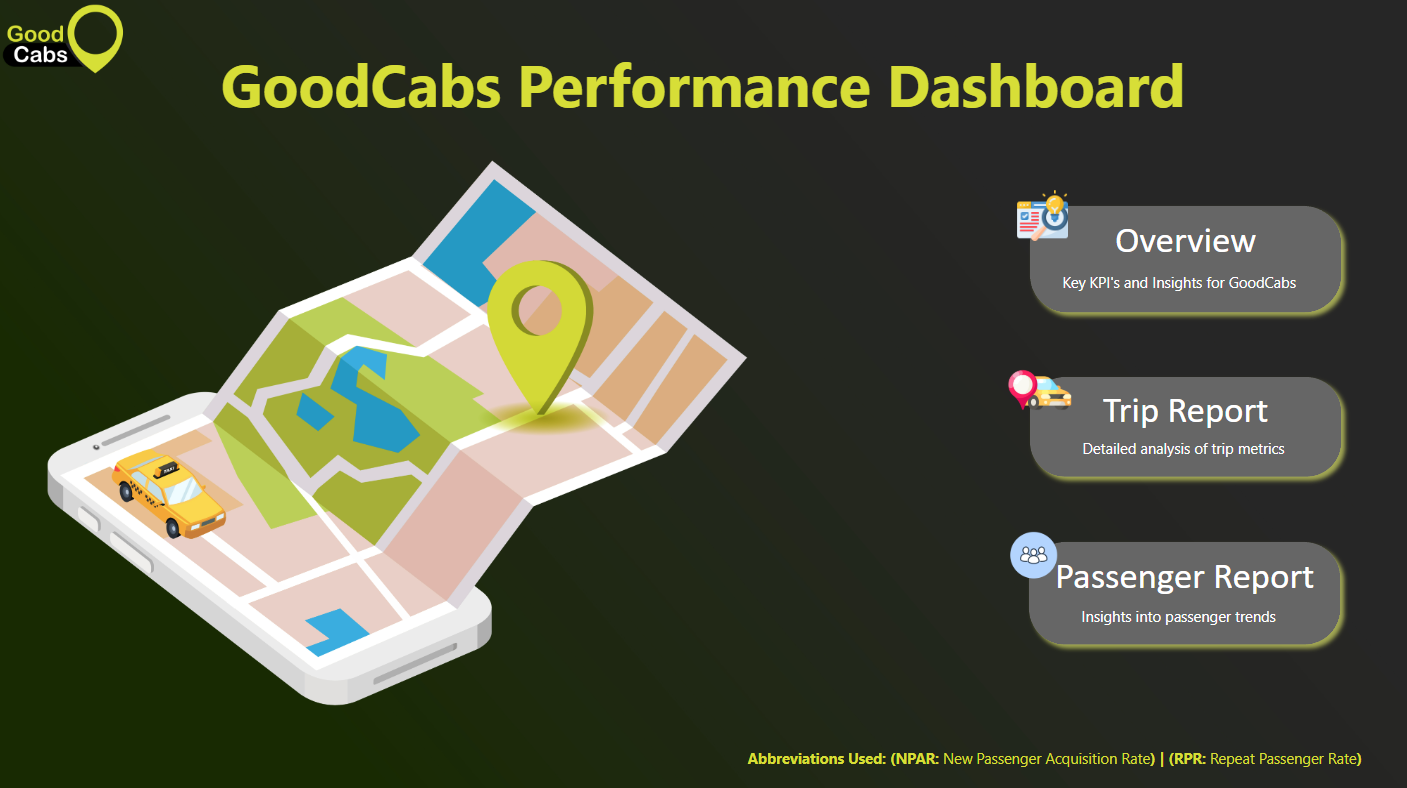 Good
Cabs
GoodCabs Performance Dashboard
Overview
Key KPI's and Insights for GoodCabs
Trip Report
Detailed analysis of trip metrics
Passenger Report
Insights into passenger trends
TAXI
Abbreviations Used: (NPAR: New Passenger Acquisition Rate) | (RPR: Repeat Passenger Rate)